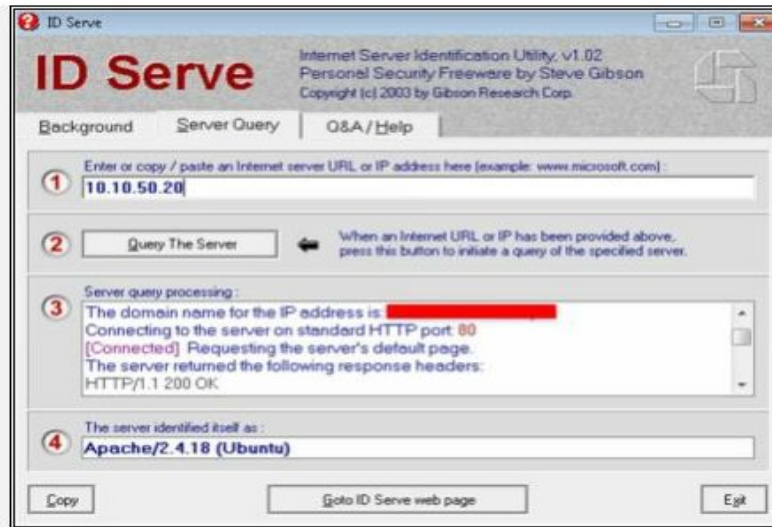 ID Serve
ID Serve
Internet Server Identification Utility, v1.02
Personal Security Freeware by Steve Gibson
Copyright (c) 2003 by Gibson Research Corp.
Background
Server Query
Q&A / Help
1
Enter or copy / paste an Internet server URL or IP address here (example: www.microsoft.com) :
10.10.50.20
2
Query The Server
When an Internet URL or IP has been provided above,
press this button to initiate a query of the specified server.
3
Server query processing :
The domain name for the IP address is:
Connecting to the server on standard HTTP port: 80
[Connected] Requesting the server's default page.
The server returned the following response headers:
HTTP/1.1 200 OK
4
The server identified itself as :
Apache/2.4.18 (Ubuntu)
Copy
Goto ID Serve web page
Exit